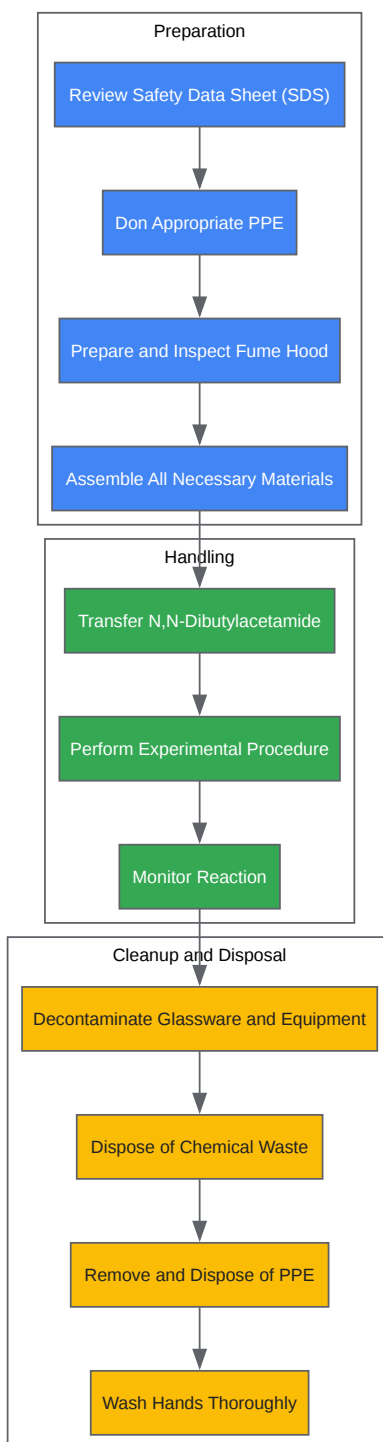 Preparation
Review Safety Data Sheet (SDS)
Don Appropriate PPE
Prepare and Inspect Fume Hood
Assemble All Necessary Materials
Handling
Transfer N,N-Dibutylacetamide
Perform Experimental Procedure
Monitor Reaction
Cleanup and Disposal
Decontaminate Glassware and Equipment
Dispose of Chemical Waste
Remove and Dispose of PPE
Wash Hands Thoroughly